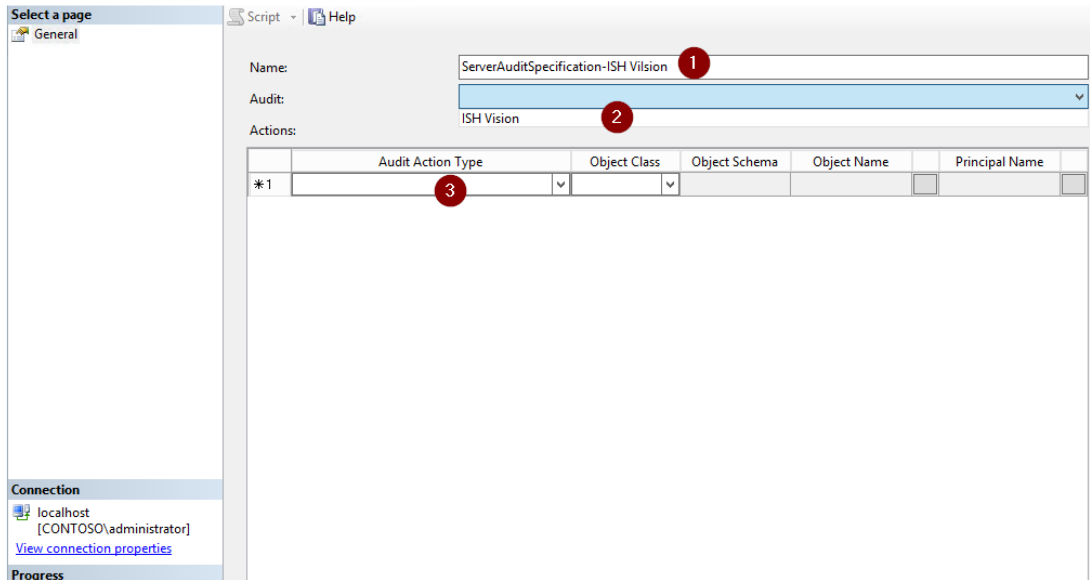 Select a page
General
Script Help
Name: ServerAuditSpecification-ISH Vilsion 1
Audit:
ISH Vision 2
Actions:
Audit Action Type Object Class Object Schema Object Name Principal Name
*1 3
Connection
localhost
[CONTOSO\administrator]
View connection properties
Progress